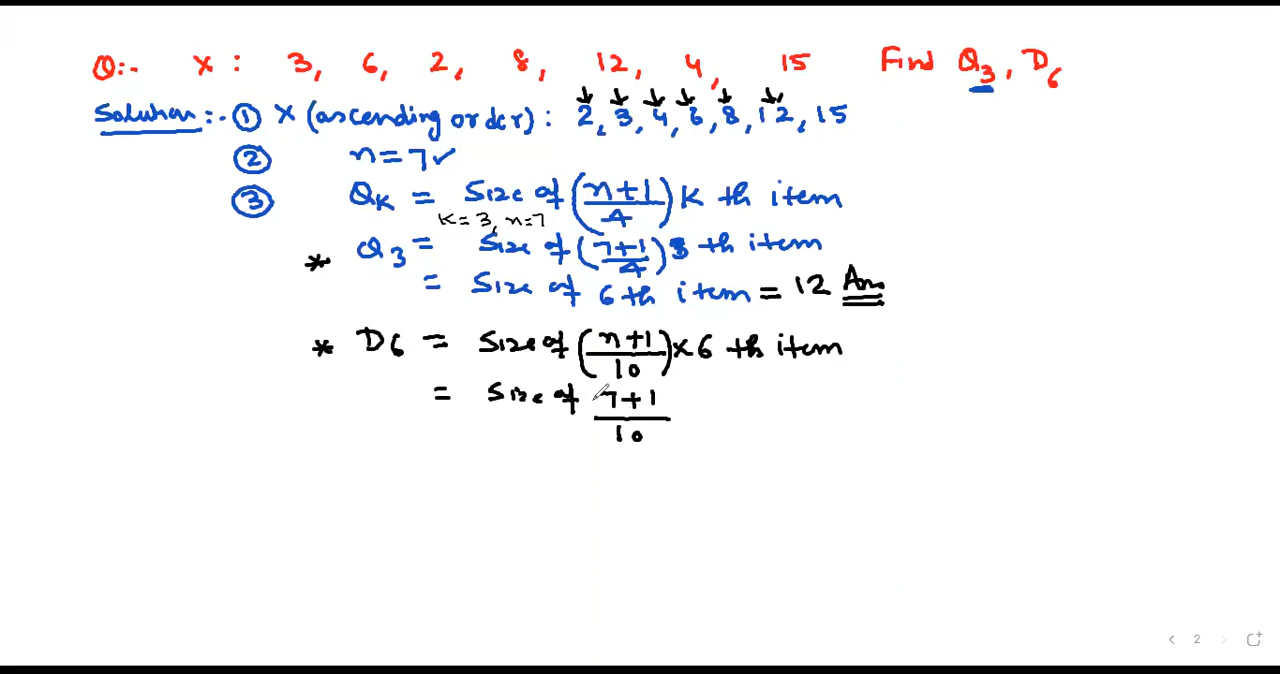 Q:- X : 3, 6, 2, 8, 12, 4, 15 Find Q3, D6
Solution:- ① X (ascending order) : 2, 3, 4, 6, 8, 12, 15
② n = 7 ✓
③ QK = Size of (n+1/4) K th item
K = 3, n = 7
* Q3 = Size of (7+1/4) 3 th item
= Size of 6 th item = 12 Ans
* D6 = Size of (n+1/10) × 6 th item
= Size of 7+1/10
2